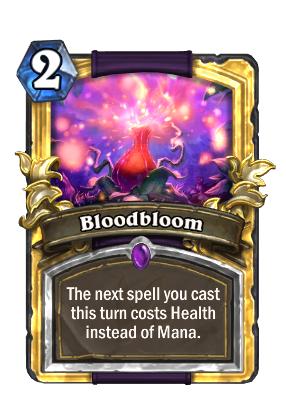 2
Bloodbloom
The next spell you cast
this turn costs Health
instead of Mana.